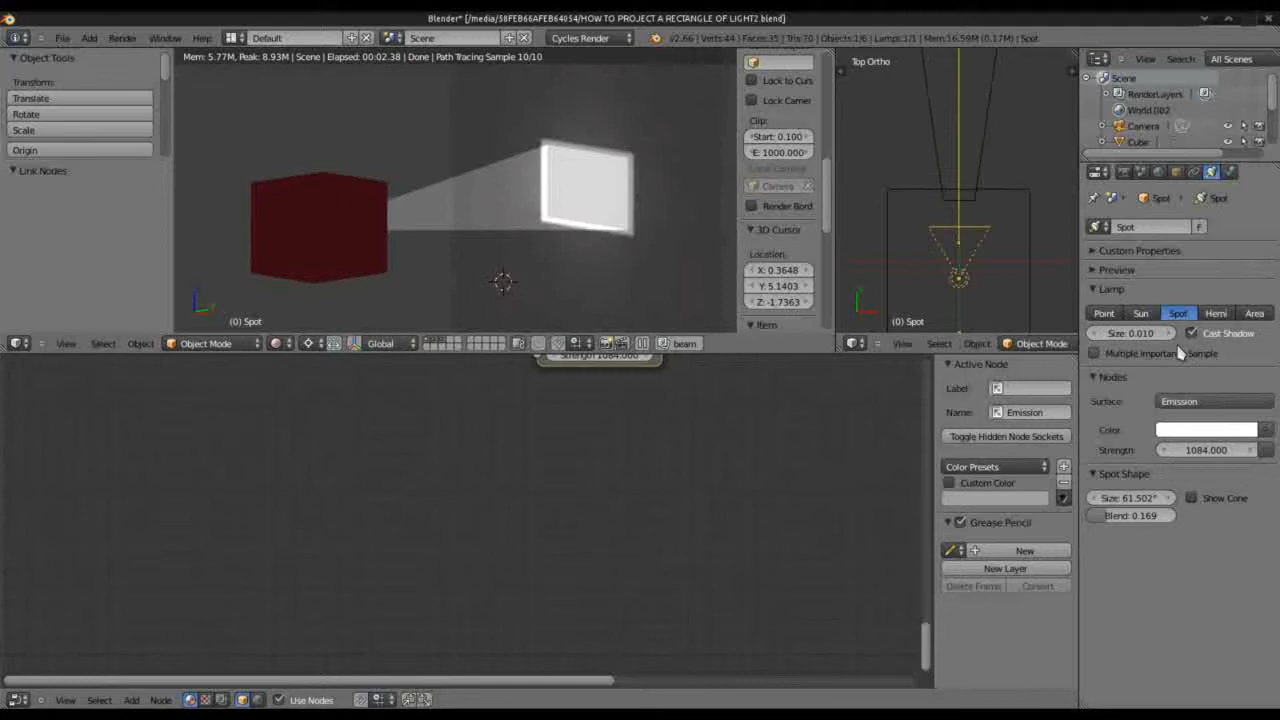 Blender* [/media/58FEB66AFEB64054/HOW TO PROJECT A RECTANGLE OF LIGHT2 blend]
File Add Render Window Help Default Scene Cycles Render v2.66 | Verts:44 | Faces:35 | Tris:70 | Objects:1/6 | Lamps:1/1 | Mem:16.59M (0.17M) | Spot
Object Tools
Transform:
Translate
Rotate
Scale
Origin
Link Nodes
Mem: 5.77M, Peak: 8.93M | Scene | Elapsed: 00:02.38 | Done | Path Tracing Sample 10/10
(0) Spot
Lock to Curs
Lock Camer
Clip:
Start: 0.100
E: 1000.000
Local Camera
Camera
Render Bord
3D Cursor
Location:
X: 0.3648
Y: 5.1403
Z: -1.7363
Item
Top Ortho
(0) Spot
View Search All Scenes
Scene
RenderLayers
World.002
Camera
Cube
Spot Spot
Spot F
Custom Properties
Preview
Lamp
Point Sun Spot Hemi Area
Size: 0.010 Cast Shadow
Multiple Importan Sample
Nodes
Surface: Emission
Color:
Strength: 1084.000
Spot Shape
Size: 61.502° Show Cone
Blend: 0.169
View Select Object Object Mode Global beam
View Select Object Object Mode
Strength 1084.000
Active Node
Label:
Name: Emission
Toggle Hidden Node Sockets
Color Presets
Custom Color
Grease Pencil
New
New Layer
Delete Frame Convert
View Select Add Node Use Nodes